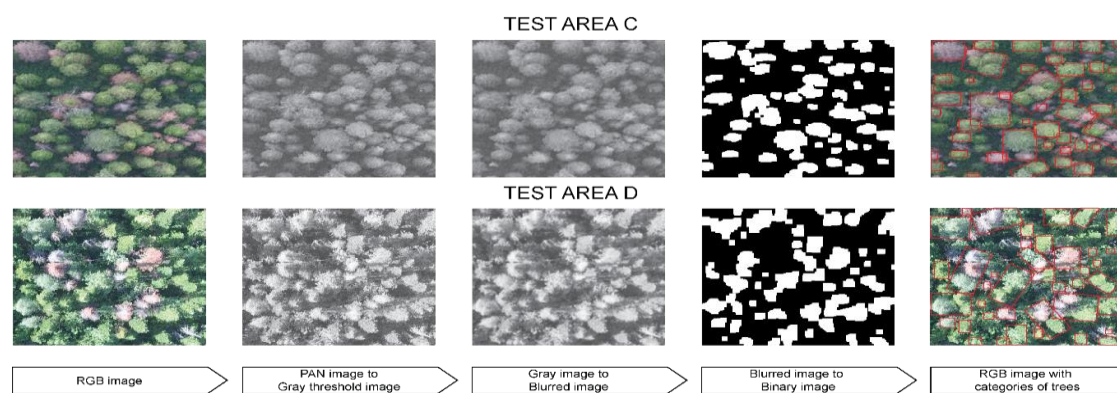 TEST AREA C
TEST AREA D
RGB image
PAN image to
Gray threshold image
Gray image to
Blurred image
Blurred image to
Binary image
RGB image with
categories of trees